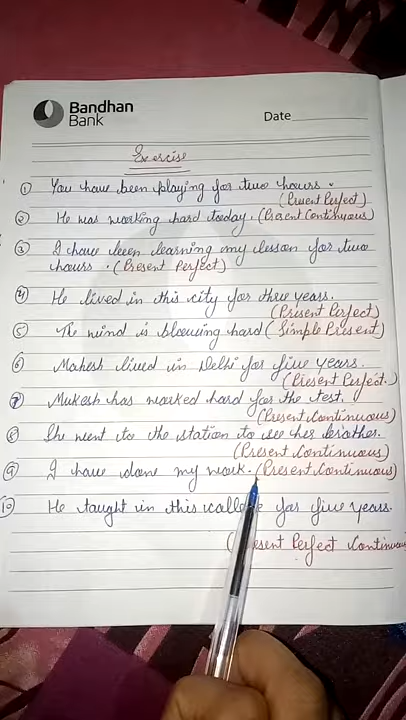 Bandhan
Bank
Date
Exercise
① You have been playing for two hours.
(Present Perfect)
② He was working hard today. (Present Continuous)
③ I have been learning my lesson for two
hours. (Present Perfect)
④ He lived in this city for three years.
(Present Perfect)
⑤ The wind is blowing hard (Simple Present)
⑥ Mahesh lived in Delhi for five years.
(Present Perfect.)
⑦ Mukesh has worked hard for the test.
(Present Continuous)
⑧ She went to the station to see her brother.
(Present Continuous)
⑨ I have done my work. (Present Continuous)
⑩ He taught in this for five years.
(Present Perfect Continuous